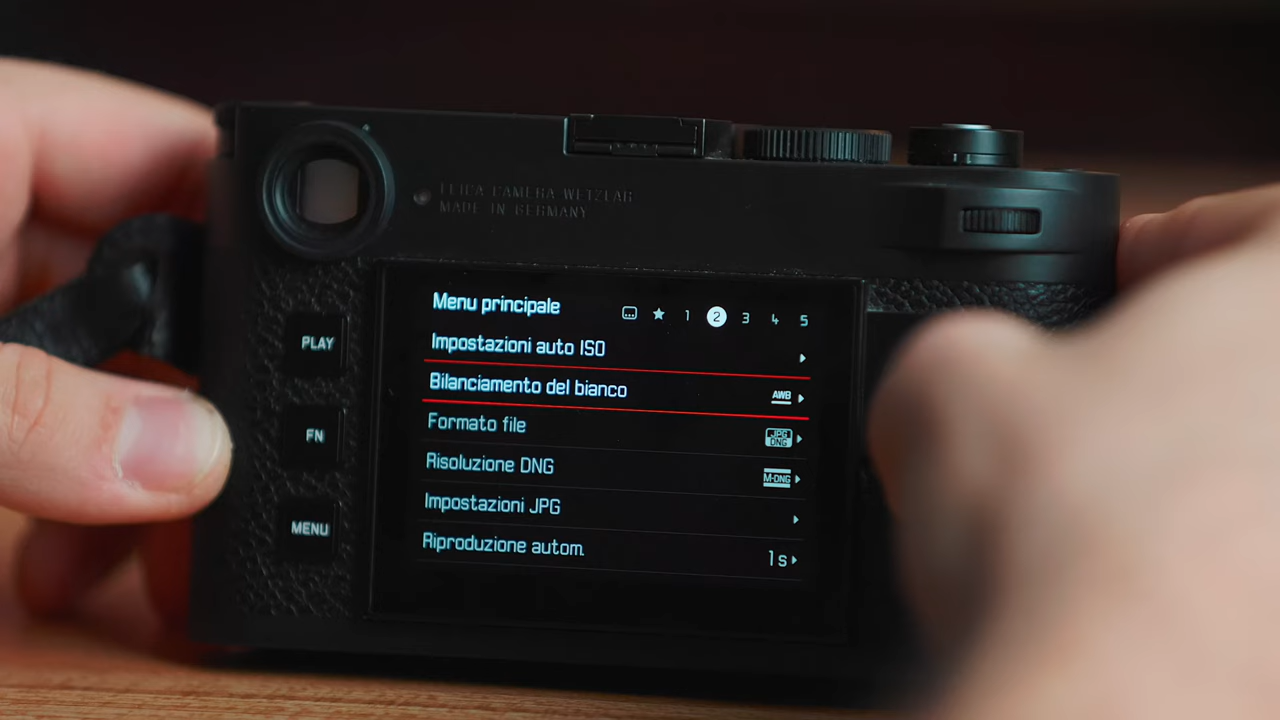 LEICA CAMERA WETZLAR
MADE IN GERMANY
Menu principale 1 2 3 4 5
Impostazioni auto ISO
PLAY
Bilanciamento del bianco AWB
Formato file JPG DNG
FN
Risoluzione DNG M-DNG
Impostazioni JPG
MENU
Riproduzione autom. 1s